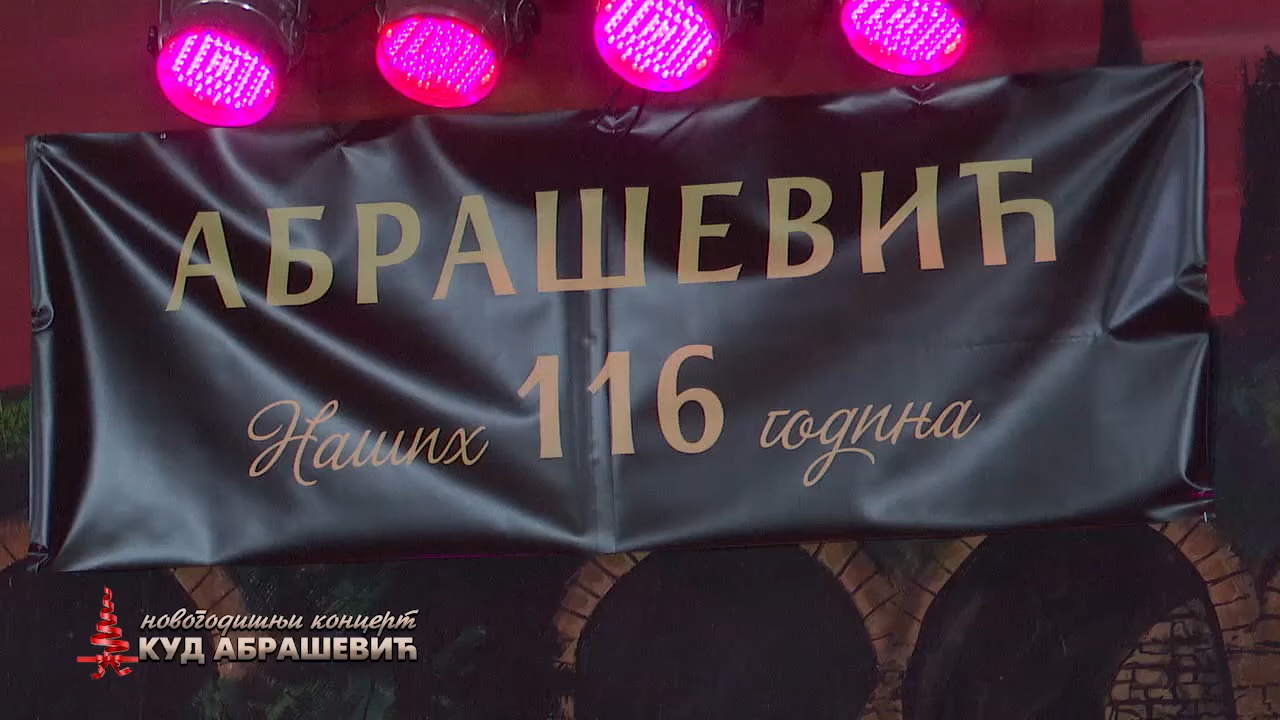 АБРАШЕВИЋ
Наших 116 година
новогодишњи концерт
КУД АБРАШЕВИЋ